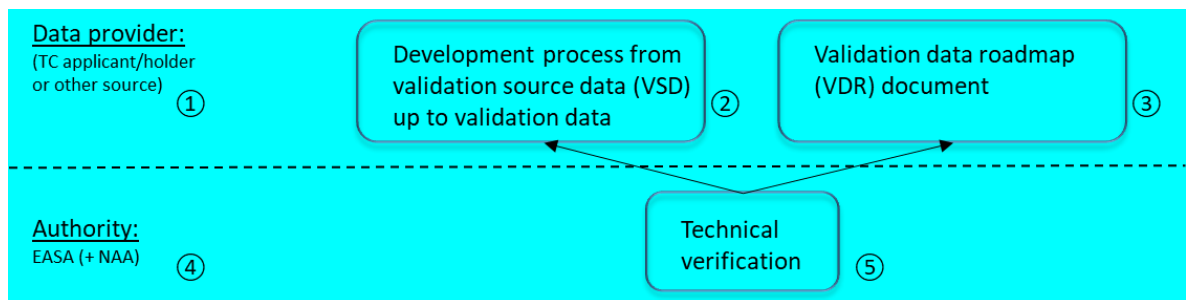 Data provider:
(TC applicant/holder
or other source)
①
Development process from
validation source data (VSD)
up to validation data
②
Validation data roadmap
(VDR) document
③
Authority:
EASA (+ NAA)
④
Technical
verification
⑤